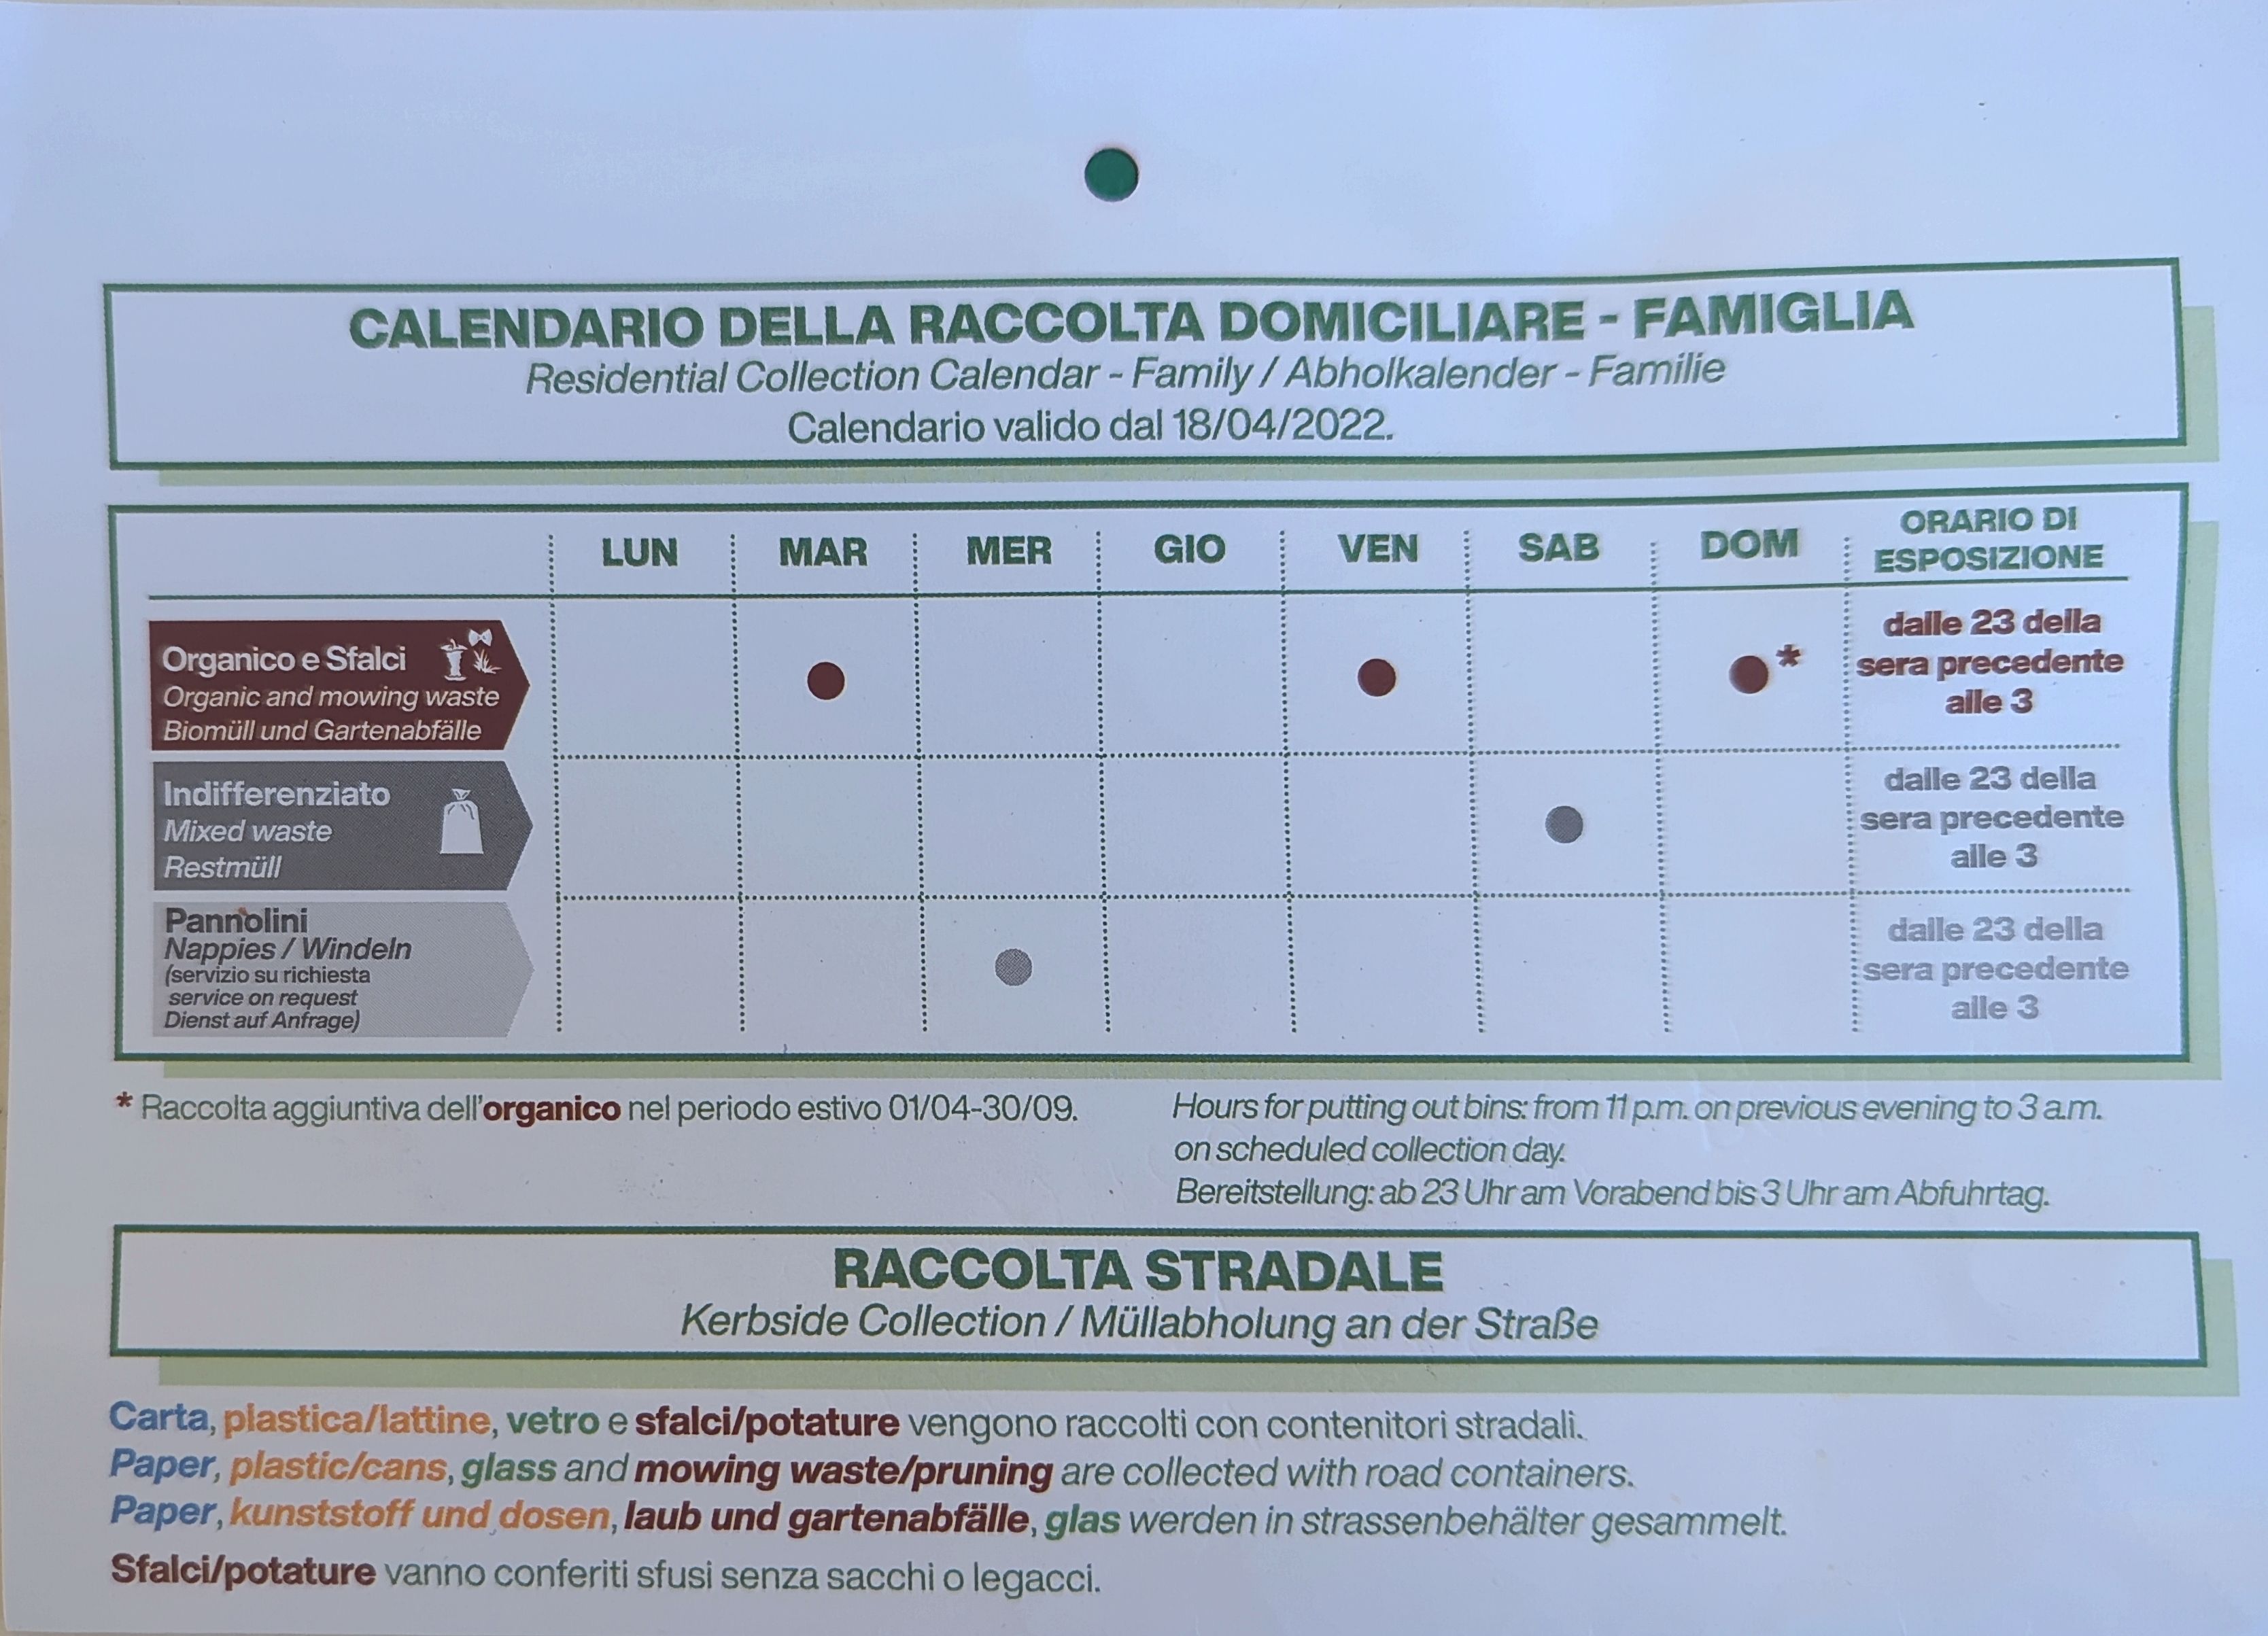 CALENDARIO DELLA RACCOLTA DOMICILIARE - FAMIGLIA
Residential Collection Calendar - Family / Abholkalender - Familie
Calendario valido dal 18/04/2022.
LUN MAR MER GIO VEN SAB DOM ORARIO DI
ESPOSIZIONE
Organico e Sfalci
Organic and mowing waste
Biomüll und Gartenabfälle
*
dalle 23 della
sera precedente
alle 3
Indifferenziato
Mixed waste
Restmüll
dalle 23 della
sera precedente
alle 3
Pannolini
Nappies / Windeln
(servizio su richiesta
service on request
Dienst auf Anfrage)
dalle 23 della
sera precedente
alle 3
* Raccolta aggiuntiva dell'organico nel periodo estivo 01/04-30/09.
Hours for putting out bins: from 11 p.m. on previous evening to 3 a.m.
on scheduled collection day.
Bereitstellung: ab 23 Uhr am Vorabend bis 3 Uhr am Abfuhrtag.
RACCOLTA STRADALE
Kerbside Collection / Müllabholung an der Straße
Carta, plastica/lattine, vetro e sfalci/potature vengono raccolti con contenitori stradali.
Paper, plastic/cans, glass and mowing waste/pruning are collected with road containers.
Paper, kunststoff und dosen, laub und gartenabfälle, glas werden in strassenbehälter gesammelt.
Sfalci/potature vanno conferiti sfusi senza sacchi o legacci.